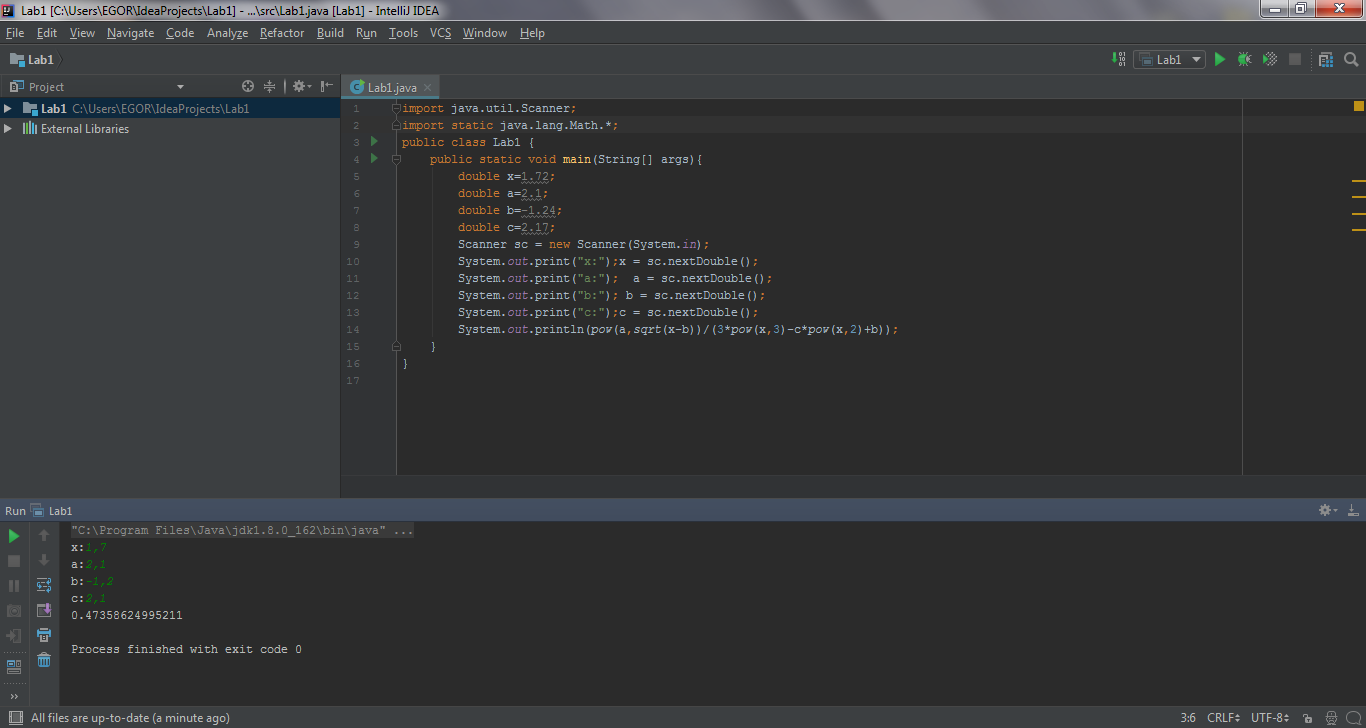 Lab1 [C:\Users\EGOR\IdeaProjects\Lab1] - ...\src\Lab1.java [Lab1] - IntelliJ IDEA
File Edit View Navigate Code Analyze Refactor Build Run Tools VCS Window Help
Lab1
Lab1
Project
Lab1.java
Lab1 C:\Users\EGOR\IdeaProjects\Lab1
External Libraries
1 import java.util.Scanner;
2 import static java.lang.Math.*;
3 public class Lab1 {
4 public static void main(String[] args){
5 double x=1.72;
6 double a=2.1;
7 double b=-1.24;
8 double c=2.17;
9 Scanner sc = new Scanner(System.in);
10 System.out.print("x:");x = sc.nextDouble();
11 System.out.print("a:");  a = sc.nextDouble();
12 System.out.print("b:"); b = sc.nextDouble();
13 System.out.print("c:");c = sc.nextDouble();
14 System.out.println(pow(a,sqrt(x-b))/(3*pow(x,3)-c*pow(x,2)+b));
15 }
16 }
17
Run Lab1
"C:\Program Files\Java\jdk1.8.0_162\bin\java" ...
x:1,7
a:2,1
b:-1,2
c:2,1
0.47358624995211
Process finished with exit code 0
All files are up-to-date (a minute ago)
3:6 CRLF UTF-8